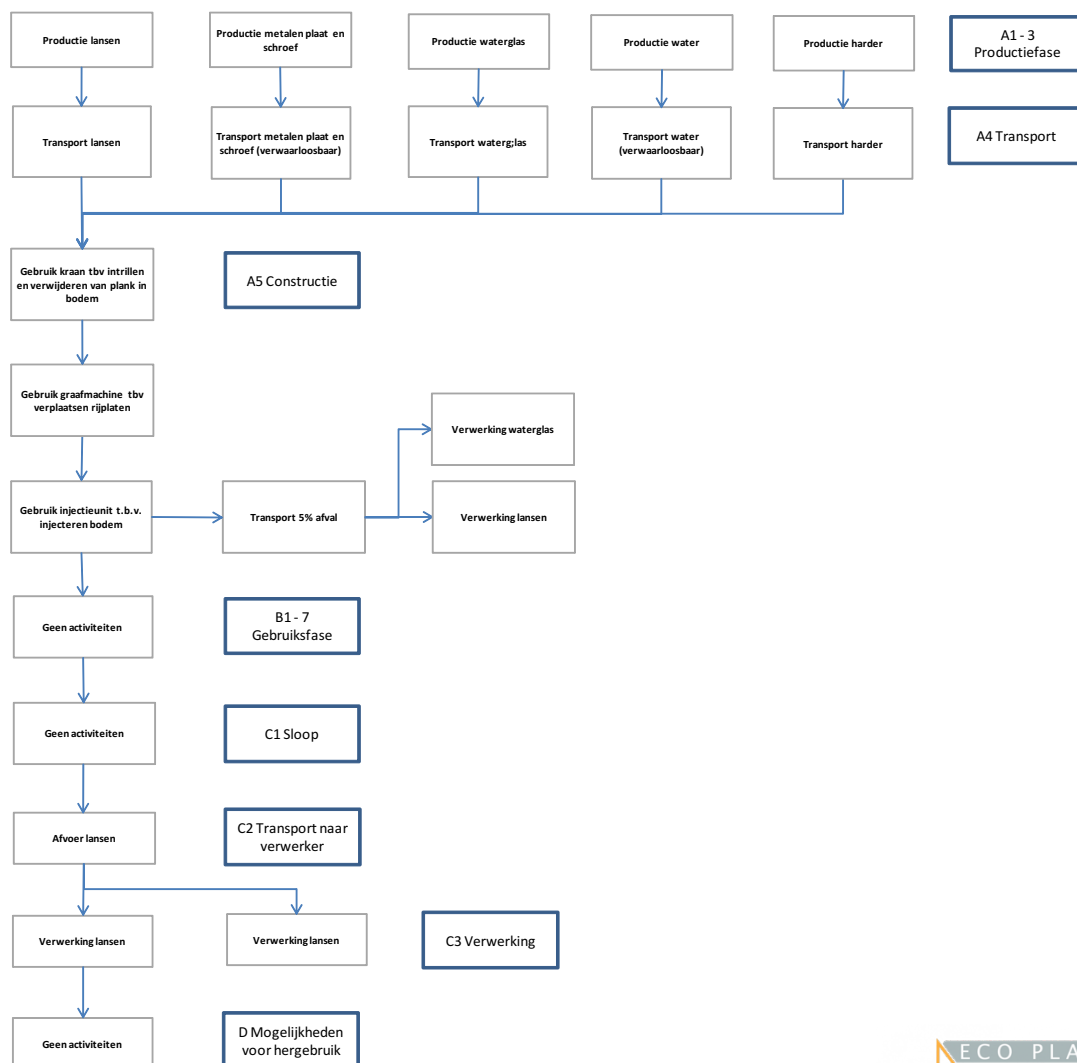 Productie lansen
Productie metalen plaat en
schroef
Productie waterglas
Productie water
Productie harder
A1 - 3
Productiefase
Transport lansen
Transport metalen plaat en
schroef (verwaarloosbaar)
Transport waterg;las
Transport water
(verwaarloosbaar)
Transport harder
A4 Transport
Gebruik kraan tbv intrillen
en verwijderen van plank in
bodem
A5 Constructie
Gebruik graafmachine tbv
verplaatsen rijplaten
Verwerking waterglas
Gebruik injectieunit t.b.v.
injecteren bodem
Transport 5% afval
Verwerking lansen
Geen activiteiten
B1 - 7
Gebruiksfase
Geen activiteiten
C1 Sloop
Afvoer lansen
C2 Transport naar
verwerker
Verwerking lansen
Verwerking lansen
C3 Verwerking
Geen activiteiten
D Mogelijkheden
voor hergebruik
ECO PLA